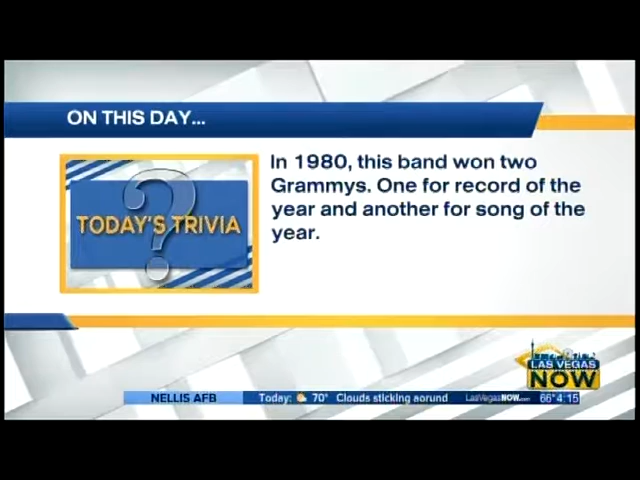 ON THIS DAY...
In 1980, this band won two
Grammys. One for record of the
year and another for song of the
year.
?
TODAY'S TRIVIA
LAS VEGAS
NOW
NELLIS AFB
Today: 70° Clouds sticking aorund
LasVegasNOW.com
66° 4:15